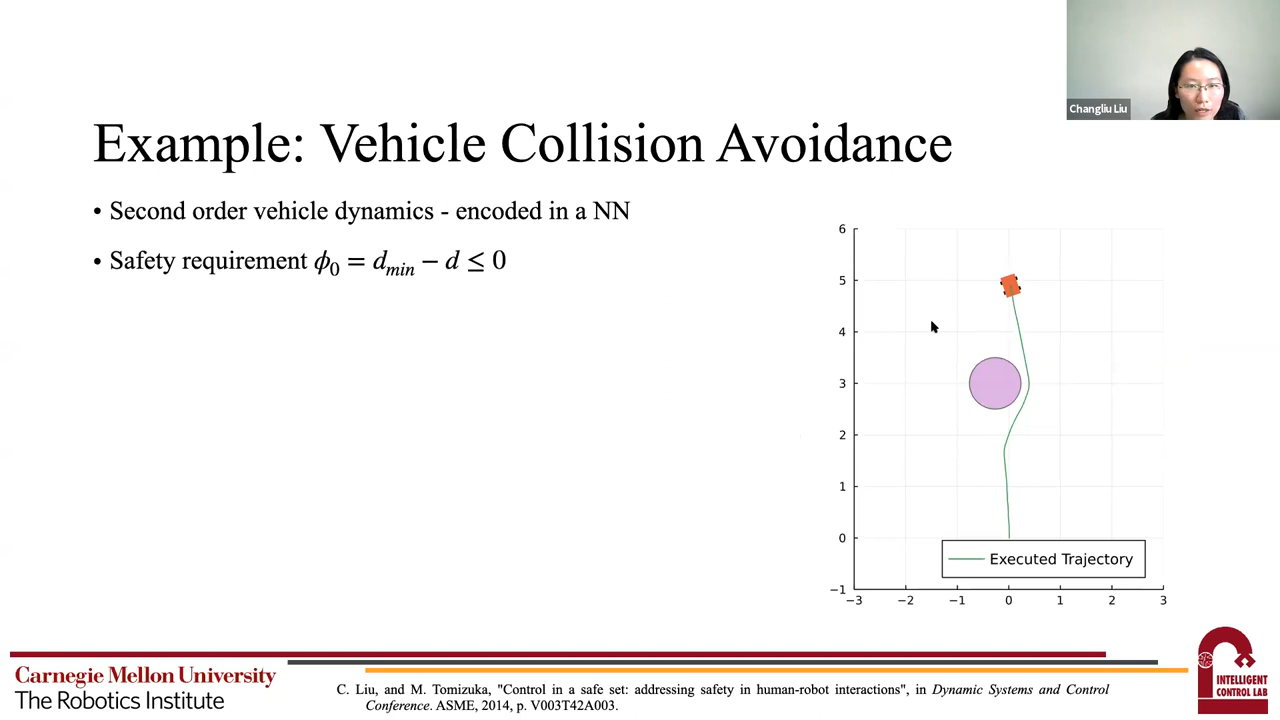 Changliu Liu
Example: Vehicle Collision Avoidance
• Second order vehicle dynamics - encoded in a NN
• Safety requirement ϕ₀ = d_min − d ≤ 0
6
5
4
3
2
1
0
−1
−3 −2 −1 0 1 2 3
Executed Trajectory
Carnegie Mellon University
The Robotics Institute
C. Liu, and M. Tomizuka, "Control in a safe set: addressing safety in human-robot interactions", in Dynamic Systems and Control
Conference. ASME, 2014, p. V003T42A003.
INTELLIGENT
CONTROL LAB